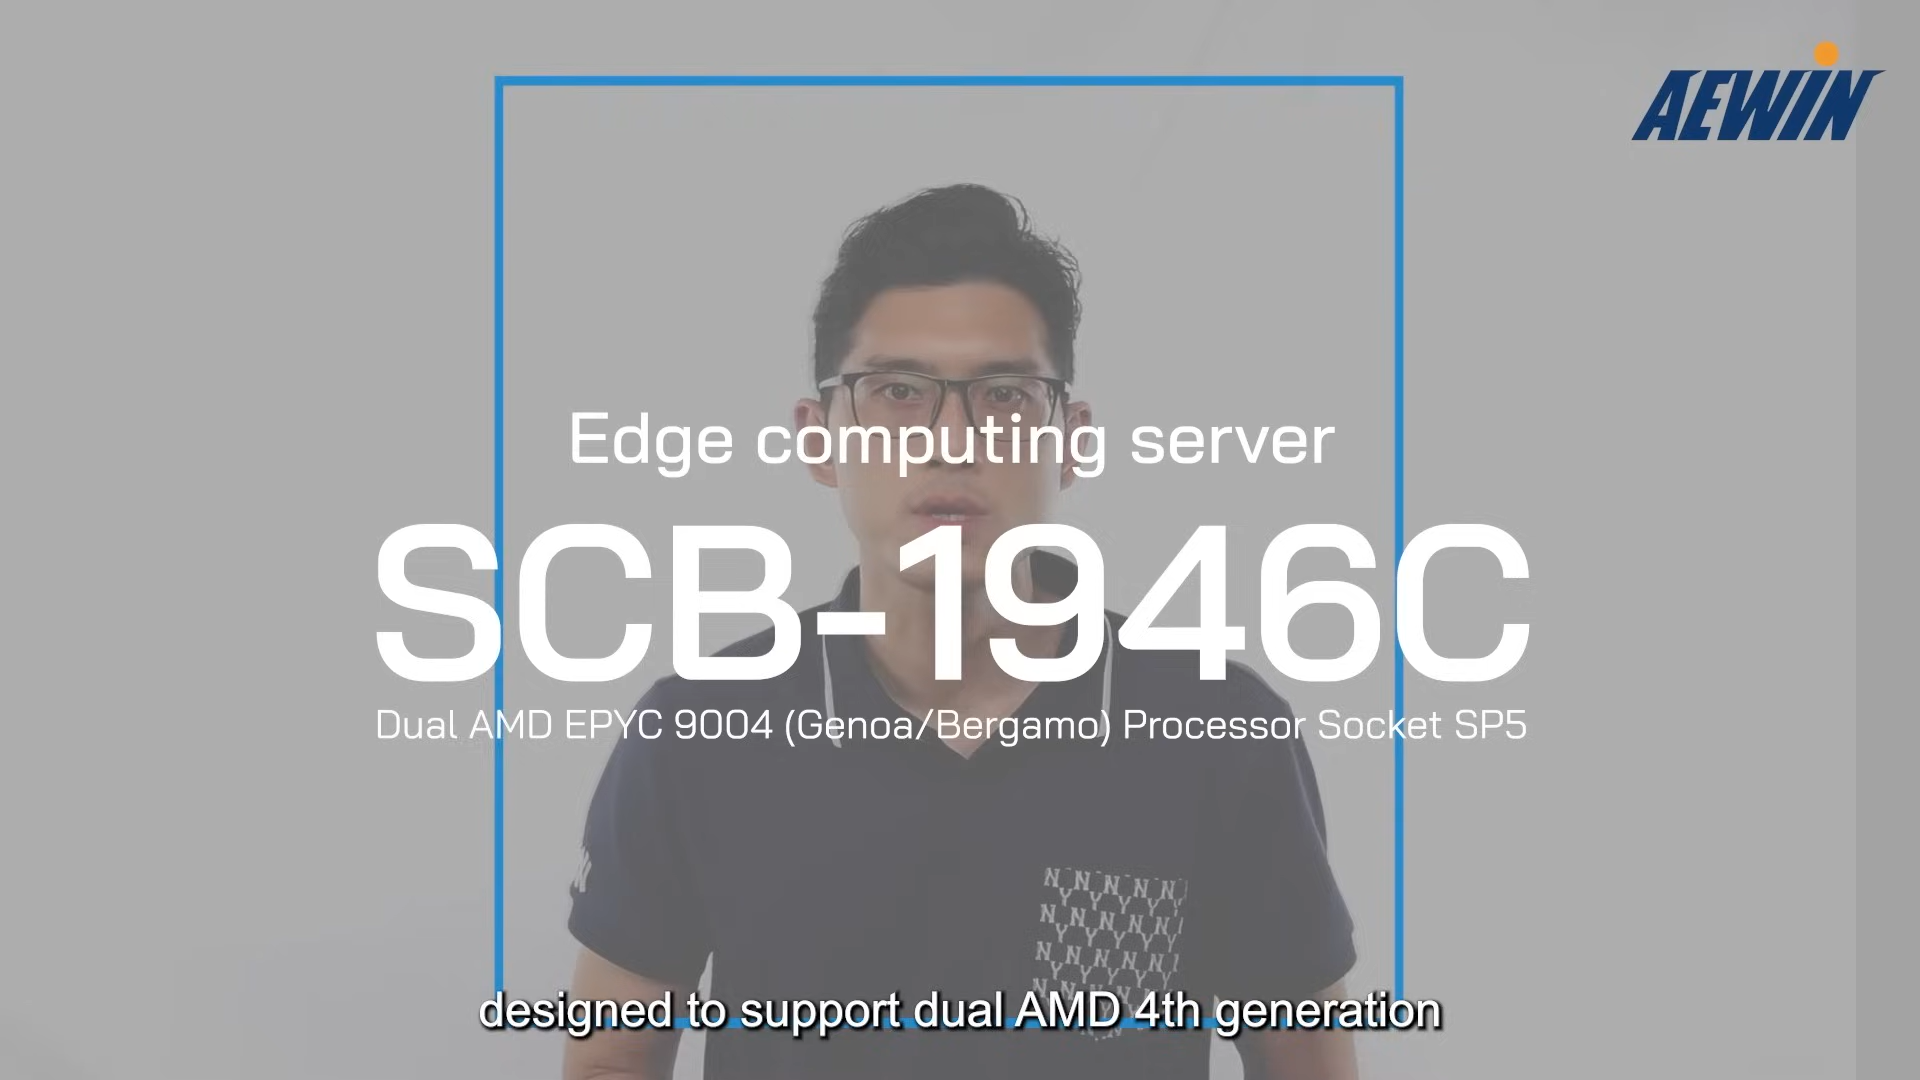 AEWIN
Edge computing server
SCB-1946C
Dual AMD EPYC 9004 (Genoa/Bergamo) Processor Socket SP5
N N N N N
Y Y Y Y
N N N N N
Y Y Y Y
N N N N N
Y Y Y Y
designed to support dual AMD 4th generation